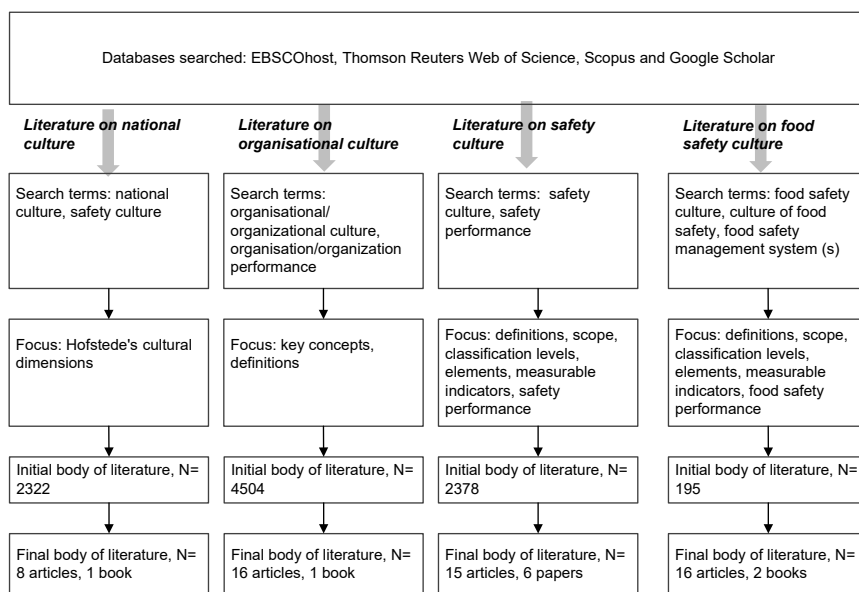 Databases searched: EBSCOhost, Thomson Reuters Web of Science, Scopus and Google Scholar
Literature on national
culture
Literature on
organisational culture
Literature on safety
culture
Literature on food
safety culture
Search terms: national
culture, safety culture
Search terms:
organisational/
organizational culture,
organisation/organization
performance
Search terms:  safety
culture, safety
performance
Search terms: food safety
culture, culture of food
safety, food safety
management system (s)
Focus: Hofstede's cultural
dimensions
Focus: key concepts,
definitions
Focus: definitions, scope,
classification levels,
elements, measurable
indicators, safety
performance
Focus: definitions, scope,
classification levels,
elements, measurable
indicators, food safety
performance
Initial body of literature, N=
2322
Initial body of literature, N=
4504
Initial body of literature, N=
2378
Initial body of literature, N=
195
Final body of literature, N=
8 articles, 1 book
Final body of literature, N=
16 articles, 1 book
Final body of literature, N=
15 articles, 6 papers
Final body of literature, N=
16 articles, 2 books